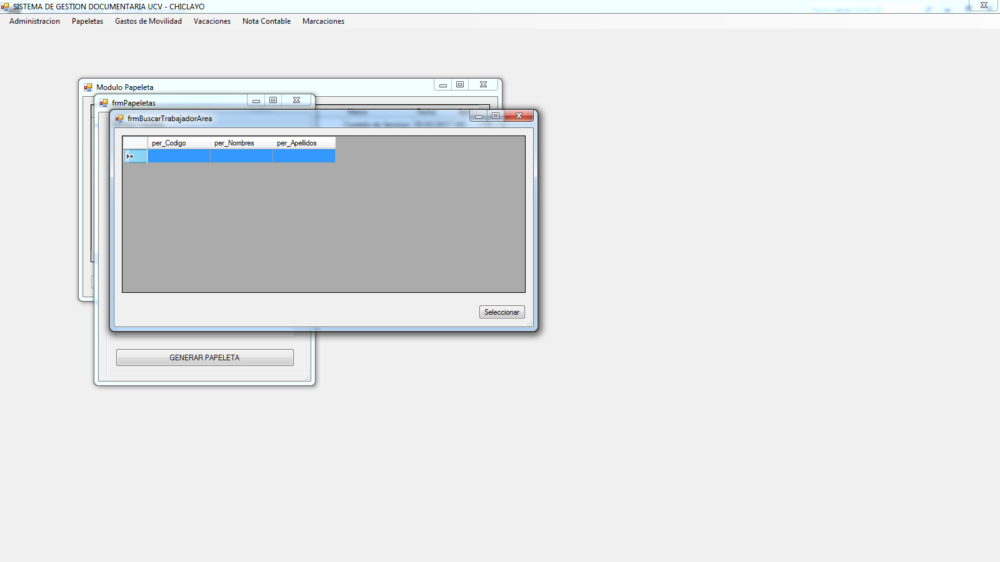 SISTEMA DE GESTION DOCUMENTARIA UCV - CHICLAYO
Administracion Papeletas Gastos de Movilidad Vacaciones Nota Contable Marcaciones
Modulo Papeleta
frmPapeletas
frmBuscarTrabajadorArea
per_Codigo per_Nombres per_Apellidos
Seleccionar
GENERAR PAPELETA